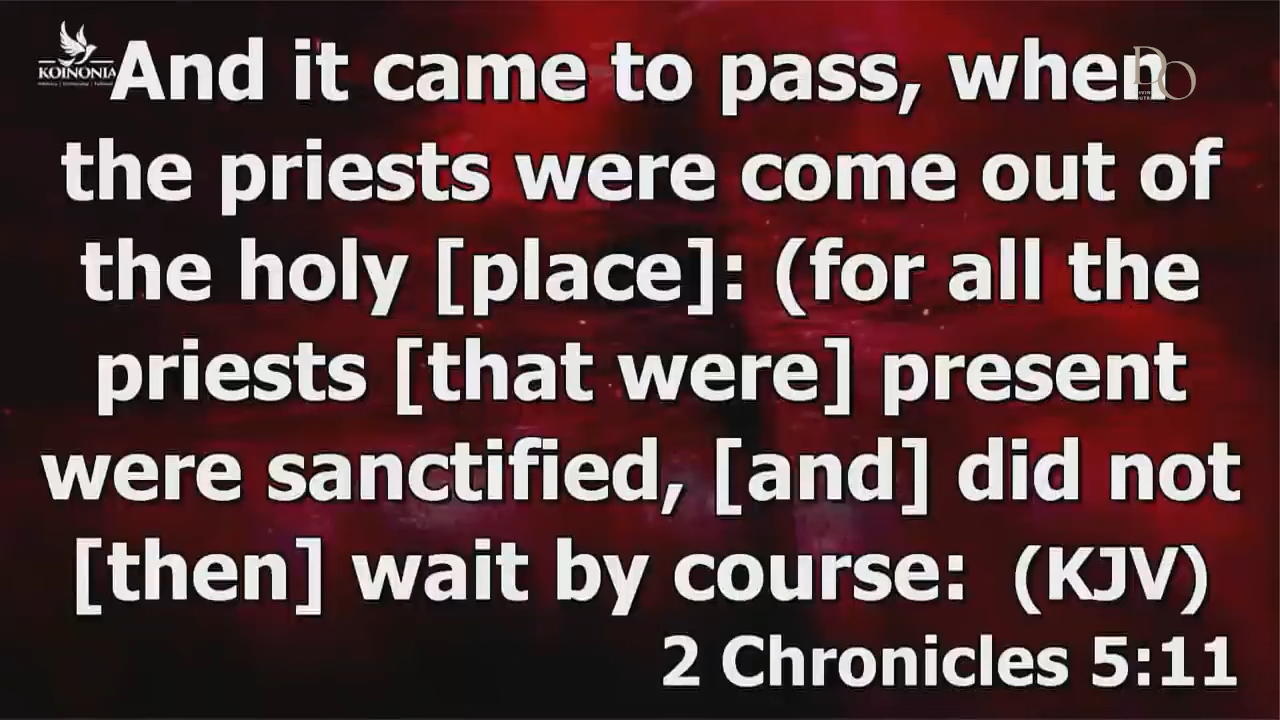 KOINONIA
And it came to pass, when
the priests were come out of
the holy [place]: (for all the
priests [that were] present
were sanctified, [and] did not
[then] wait by course: (KJV)
2 Chronicles 5:11
DO